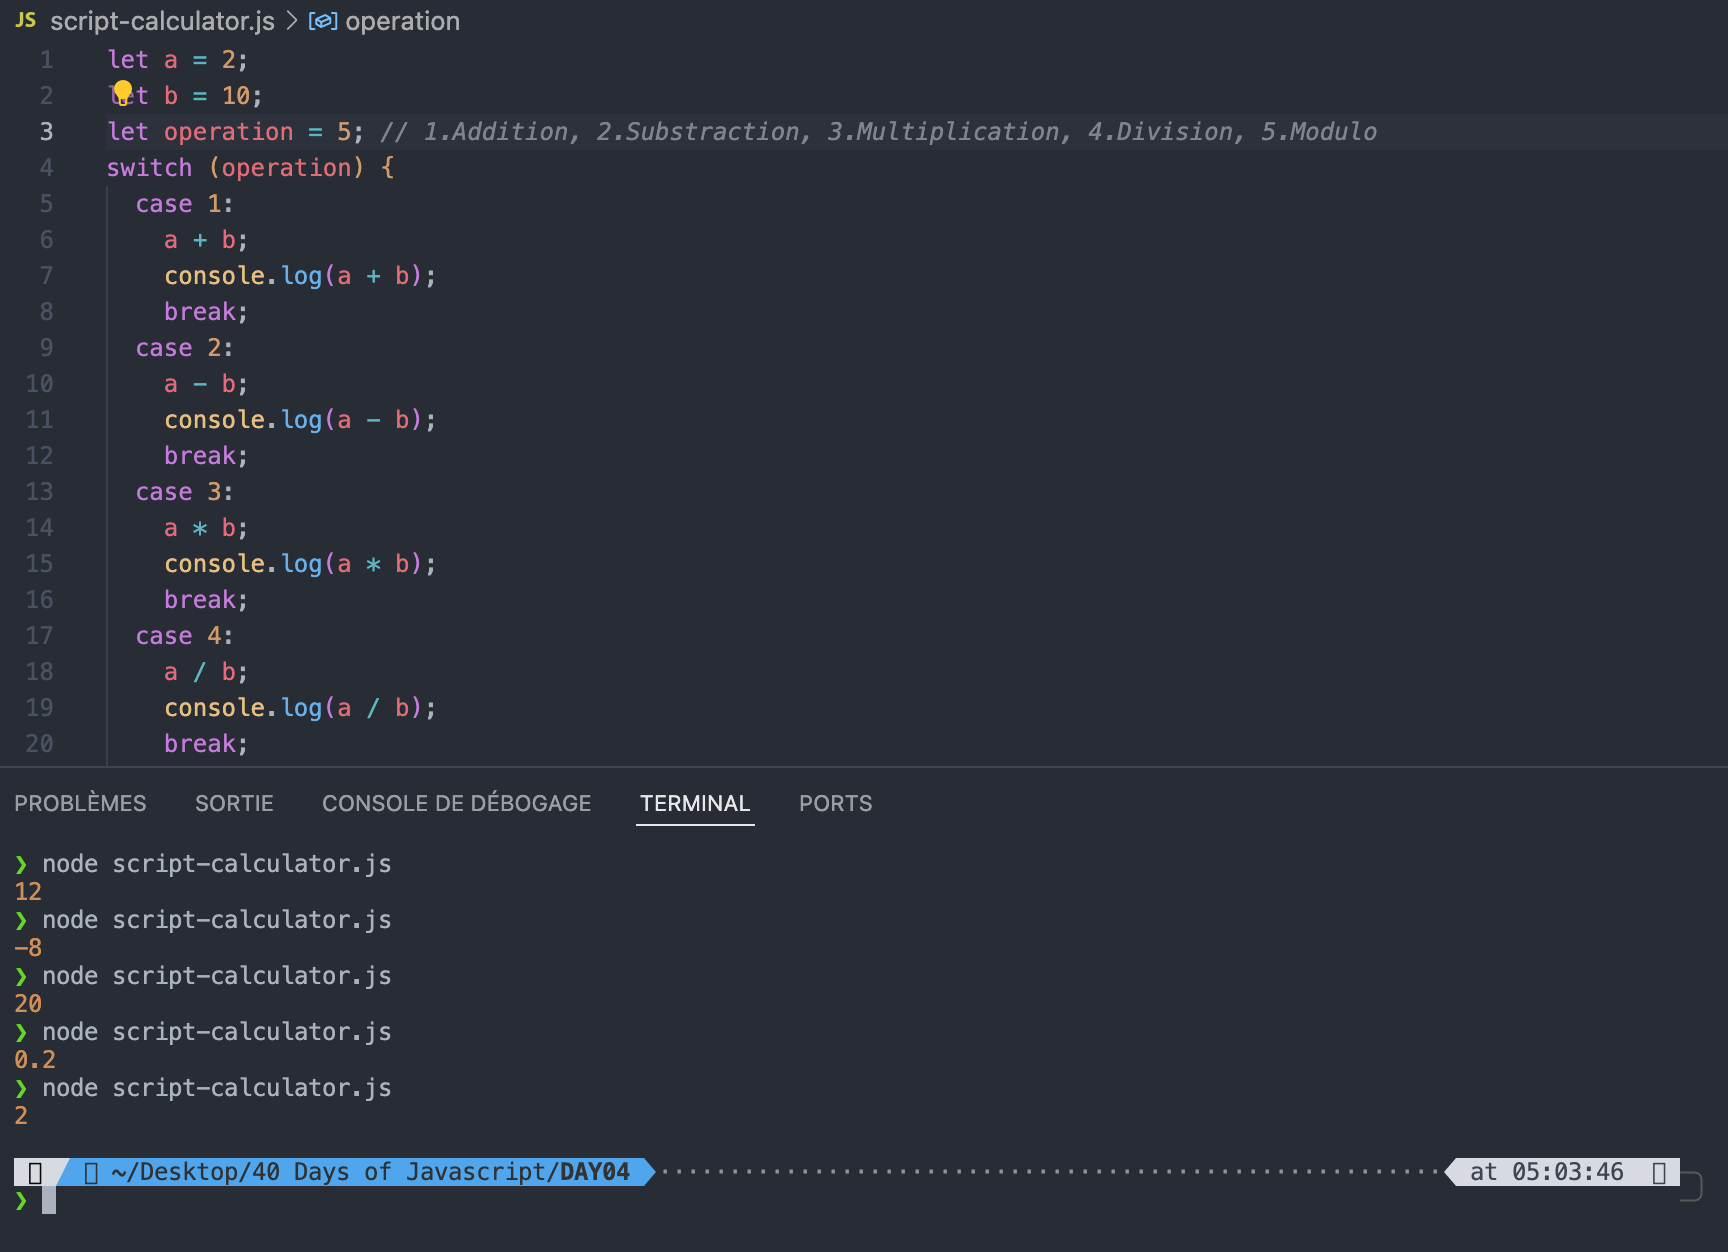 JS script-calculator.js > operation
1 let a = 2;
2 let b = 10;
3 let operation = 5; // 1.Addition, 2.Substraction, 3.Multiplication, 4.Division, 5.Modulo
4 switch (operation) {
5 case 1:
6 a + b;
7 console.log(a + b);
8 break;
9 case 2:
10 a - b;
11 console.log(a - b);
12 break;
13 case 3:
14 a * b;
15 console.log(a * b);
16 break;
17 case 4:
18 a / b;
19 console.log(a / b);
20 break;
PROBLÈMES SORTIE CONSOLE DE DÉBOGAGE TERMINAL PORTS
❯ node script-calculator.js
12
❯ node script-calculator.js
-8
❯ node script-calculator.js
20
❯ node script-calculator.js
0.2
❯ node script-calculator.js
2
~/Desktop/40 Days of Javascript/DAY04 at 05:03:46
❯